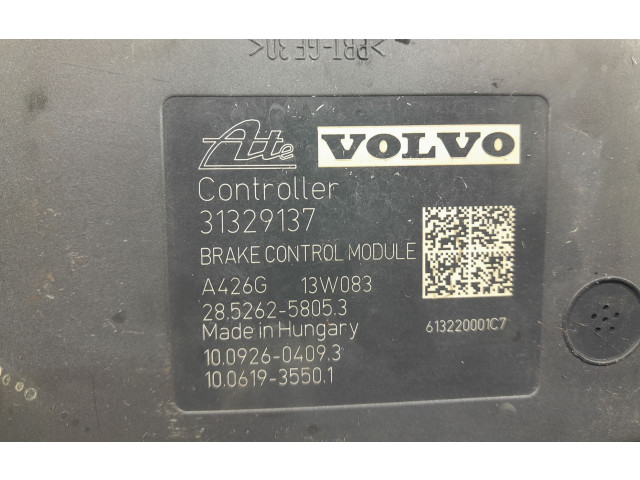 >PBT-GF30<
Ate VOLVO
Controller
31329137
BRAKE CONTROL MODULE
A426G 13W083
28.5262-5805.3
Made in Hungary
613220001C7
10.0926-0409.3
10.0619-3550.1